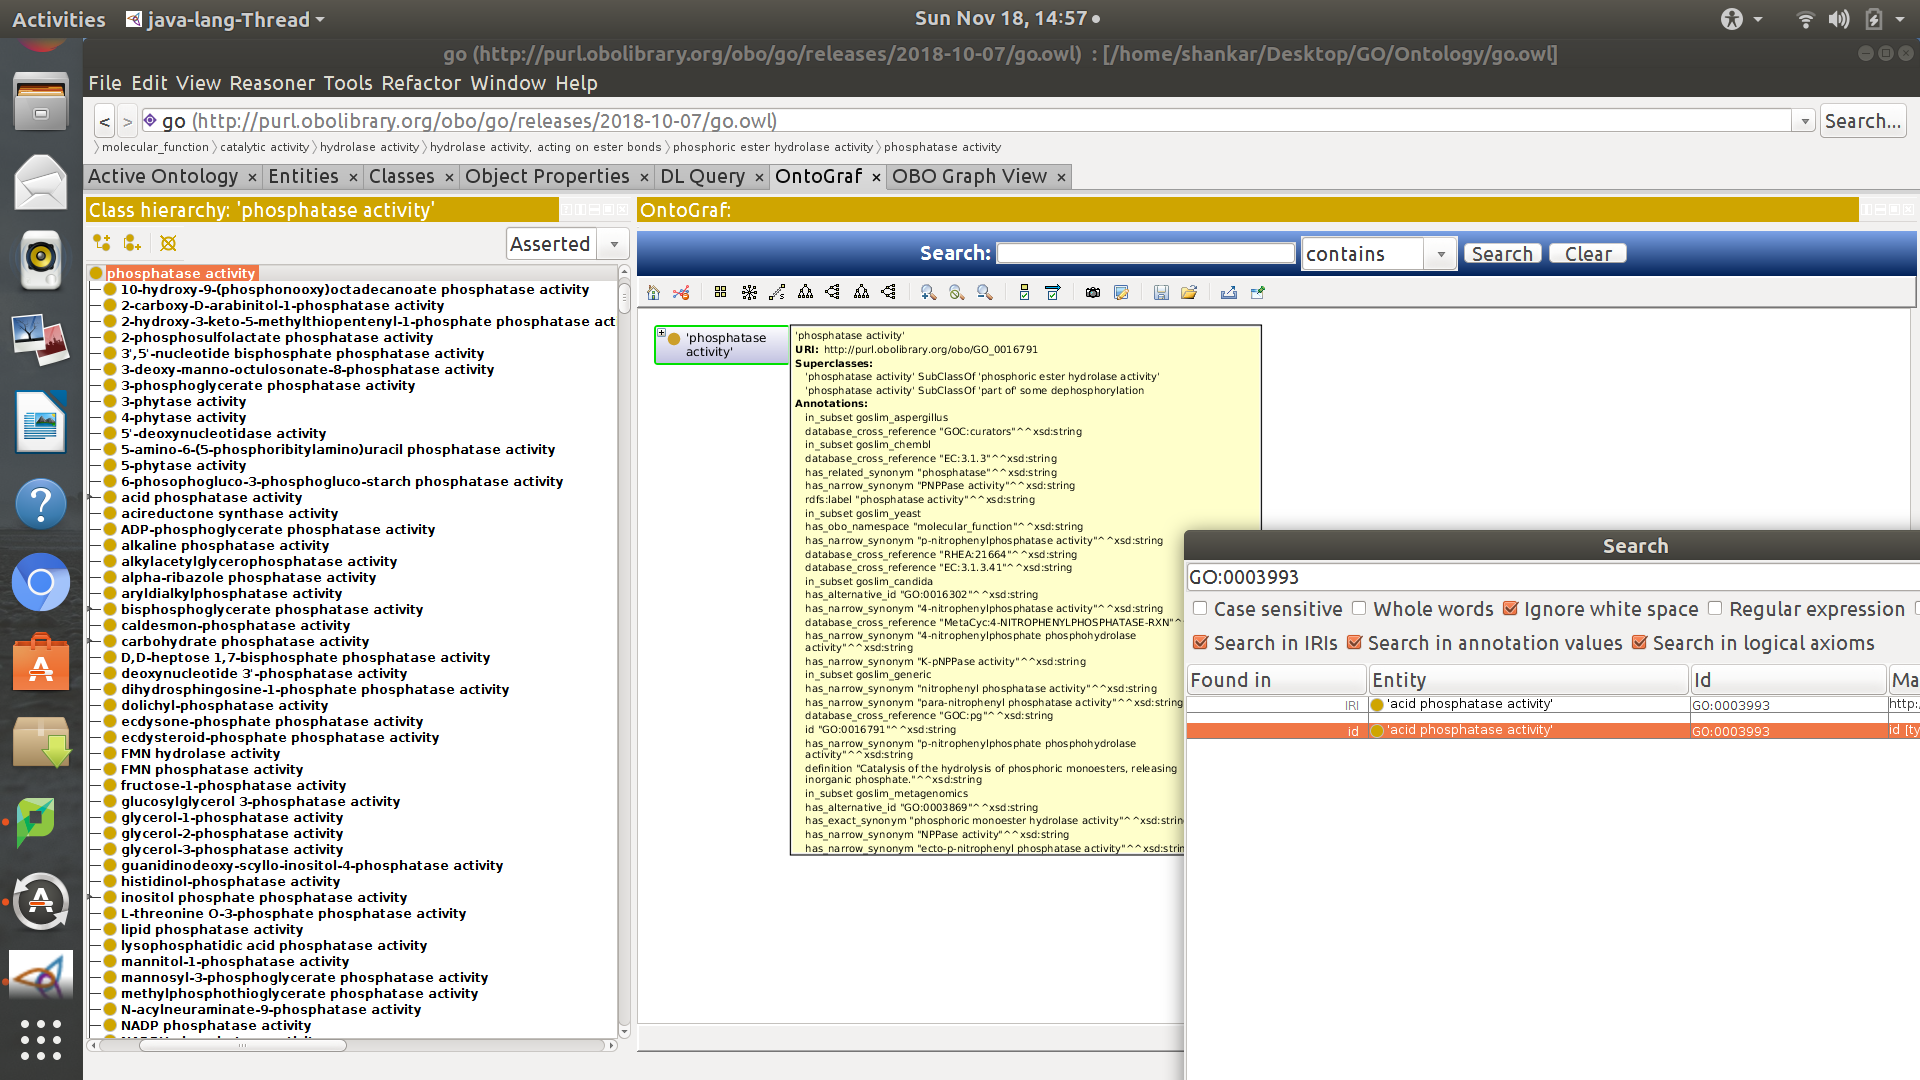 Activities
java-lang-Thread
Sun Nov 18, 14:57
go (http://purl.obolibrary.org/obo/go/releases/2018-10-07/go.owl) : [/home/shankar/Desktop/GO/Ontology/go.owl]
File Edit View Reasoner Tools Refactor Window Help
< > go (http://purl.obolibrary.org/obo/go/releases/2018-10-07/go.owl) Search...
molecular_function 〉catalytic activity 〉hydrolase activity 〉hydrolase activity, acting on ester bonds 〉phosphoric ester hydrolase activity 〉phosphatase activity
Active Ontology × Entities × Classes × Object Properties × DL Query × OntoGraf × OBO Graph View ×
Class hierarchy: 'phosphatase activity'
Asserted
phosphatase activity
10-hydroxy-9-(phosphonooxy)octadecanoate phosphatase activity
2-carboxy-D-arabinitol-1-phosphatase activity
2-hydroxy-3-keto-5-methylthiopentenyl-1-phosphate phosphatase act
2-phosphosulfolactate phosphatase activity
3',5'-nucleotide bisphosphate phosphatase activity
3-deoxy-manno-octulosonate-8-phosphatase activity
3-phosphoglycerate phosphatase activity
3-phytase activity
4-phytase activity
5'-deoxynucleotidase activity
5-amino-6-(5-phosphoribitylamino)uracil phosphatase activity
5-phytase activity
6-phosophogluco-3-phosphogluco-starch phosphatase activity
acid phosphatase activity
acireductone synthase activity
ADP-phosphoglycerate phosphatase activity
alkaline phosphatase activity
alkylacetylglycerophosphatase activity
alpha-ribazole phosphatase activity
aryldialkylphosphatase activity
bisphosphoglycerate phosphatase activity
caldesmon-phosphatase activity
carbohydrate phosphatase activity
D,D-heptose 1,7-bisphosphate phosphatase activity
deoxynucleotide 3'-phosphatase activity
dihydrosphingosine-1-phosphate phosphatase activity
dolichyl-phosphatase activity
ecdysone-phosphate phosphatase activity
ecdysteroid-phosphate phosphatase activity
FMN hydrolase activity
FMN phosphatase activity
fructose-1-phosphatase activity
glucosylglycerol 3-phosphatase activity
glycerol-1-phosphatase activity
glycerol-2-phosphatase activity
glycerol-3-phosphatase activity
guanidinodeoxy-scyllo-inositol-4-phosphatase activity
histidinol-phosphatase activity
inositol phosphate phosphatase activity
L-threonine O-3-phosphate phosphatase activity
lipid phosphatase activity
lysophosphatidic acid phosphatase activity
mannitol-1-phosphatase activity
mannosyl-3-phosphoglycerate phosphatase activity
methylphosphothioglycerate phosphatase activity
N-acylneuraminate-9-phosphatase activity
NADP phosphatase activity
OntoGraf:
Search: contains Search Clear
'phosphatase
activity'
'phosphatase activity'
URI: http://purl.obolibrary.org/obo/GO_0016791
Superclasses:
'phosphatase activity' SubClassOf 'phosphoric ester hydrolase activity'
'phosphatase activity' SubClassOf 'part of' some dephosphorylation
Annotations:
in_subset goslim_aspergillus
database_cross_reference "GOC:curators"^^xsd:string
in_subset goslim_chembl
database_cross_reference "EC:3.1.3"^^xsd:string
has_related_synonym "phosphatase"^^xsd:string
has_narrow_synonym "PNPPase activity"^^xsd:string
rdfs:label "phosphatase activity"^^xsd:string
in_subset goslim_yeast
has_obo_namespace "molecular_function"^^xsd:string
has_narrow_synonym "p-nitrophenylphosphatase activity"^^xsd:string
database_cross_reference "RHEA:21664"^^xsd:string
database_cross_reference "EC:3.1.3.41"^^xsd:string
in_subset goslim_candida
has_alternative_id "GO:0016302"^^xsd:string
has_narrow_synonym "4-nitrophenylphosphatase activity"^^xsd:string
database_cross_reference "MetaCyc:4-NITROPHENYLPHOSPHATASE-RXN"^
has_narrow_synonym "4-nitrophenylphosphate phosphohydrolase
activity"^^xsd:string
has_narrow_synonym "K-pNPPase activity"^^xsd:string
in_subset goslim_generic
has_narrow_synonym "nitrophenyl phosphatase activity"^^xsd:string
has_narrow_synonym "para-nitrophenyl phosphatase activity"^^xsd:string
database_cross_reference "GOC:pg"^^xsd:string
id "GO:0016791"^^xsd:string
has_narrow_synonym "p-nitrophenylphosphate phosphohydrolase
activity"^^xsd:string
definition "Catalysis of the hydrolysis of phosphoric monoesters, releasing
inorganic phosphate."^^xsd:string
in_subset goslim_metagenomics
has_alternative_id "GO:0003869"^^xsd:string
has_exact_synonym "phosphoric monoester hydrolase activity"^^xsd:strin
has_narrow_synonym "NPPase activity"^^xsd:string
has_narrow_synonym "ecto-p-nitrophenyl phosphatase activity"^^xsd:strin
Search
GO:0003993
Case sensitive Whole words Ignore white space Regular expression
Search in IRIs Search in annotation values Search in logical axioms
Found in Entity Id Ma
IRI 'acid phosphatase activity' GO:0003993 http:
id 'acid phosphatase activity' GO:0003993 id [ty